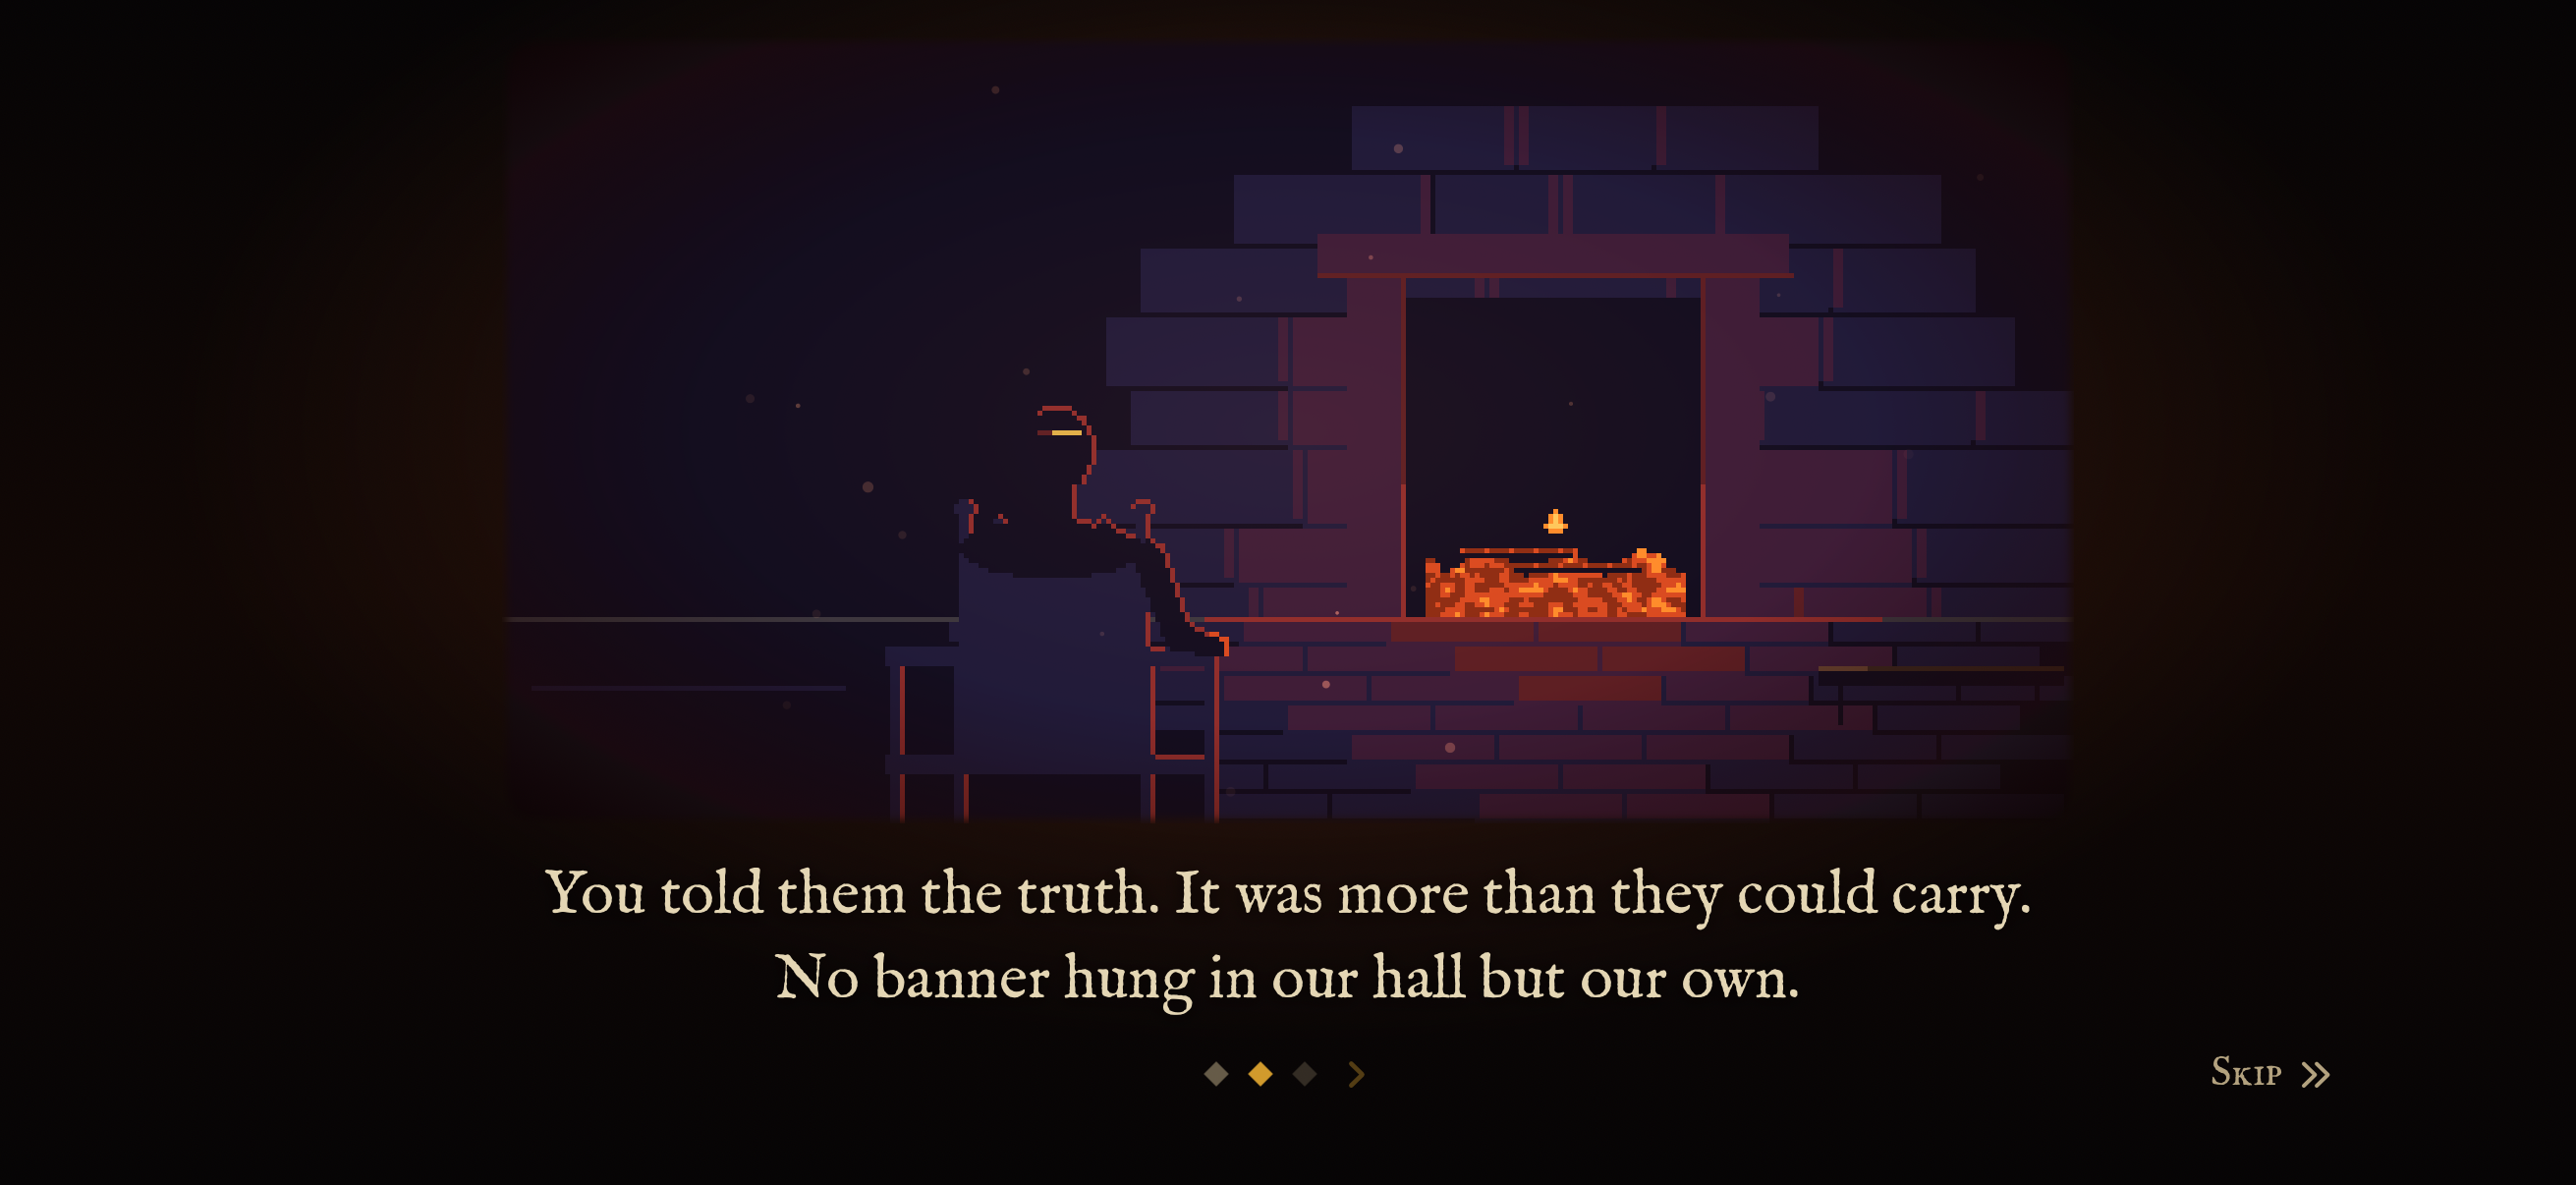 You told them the truth. It was more than they could carry.
No banner hung in our hall but our own.
Skip